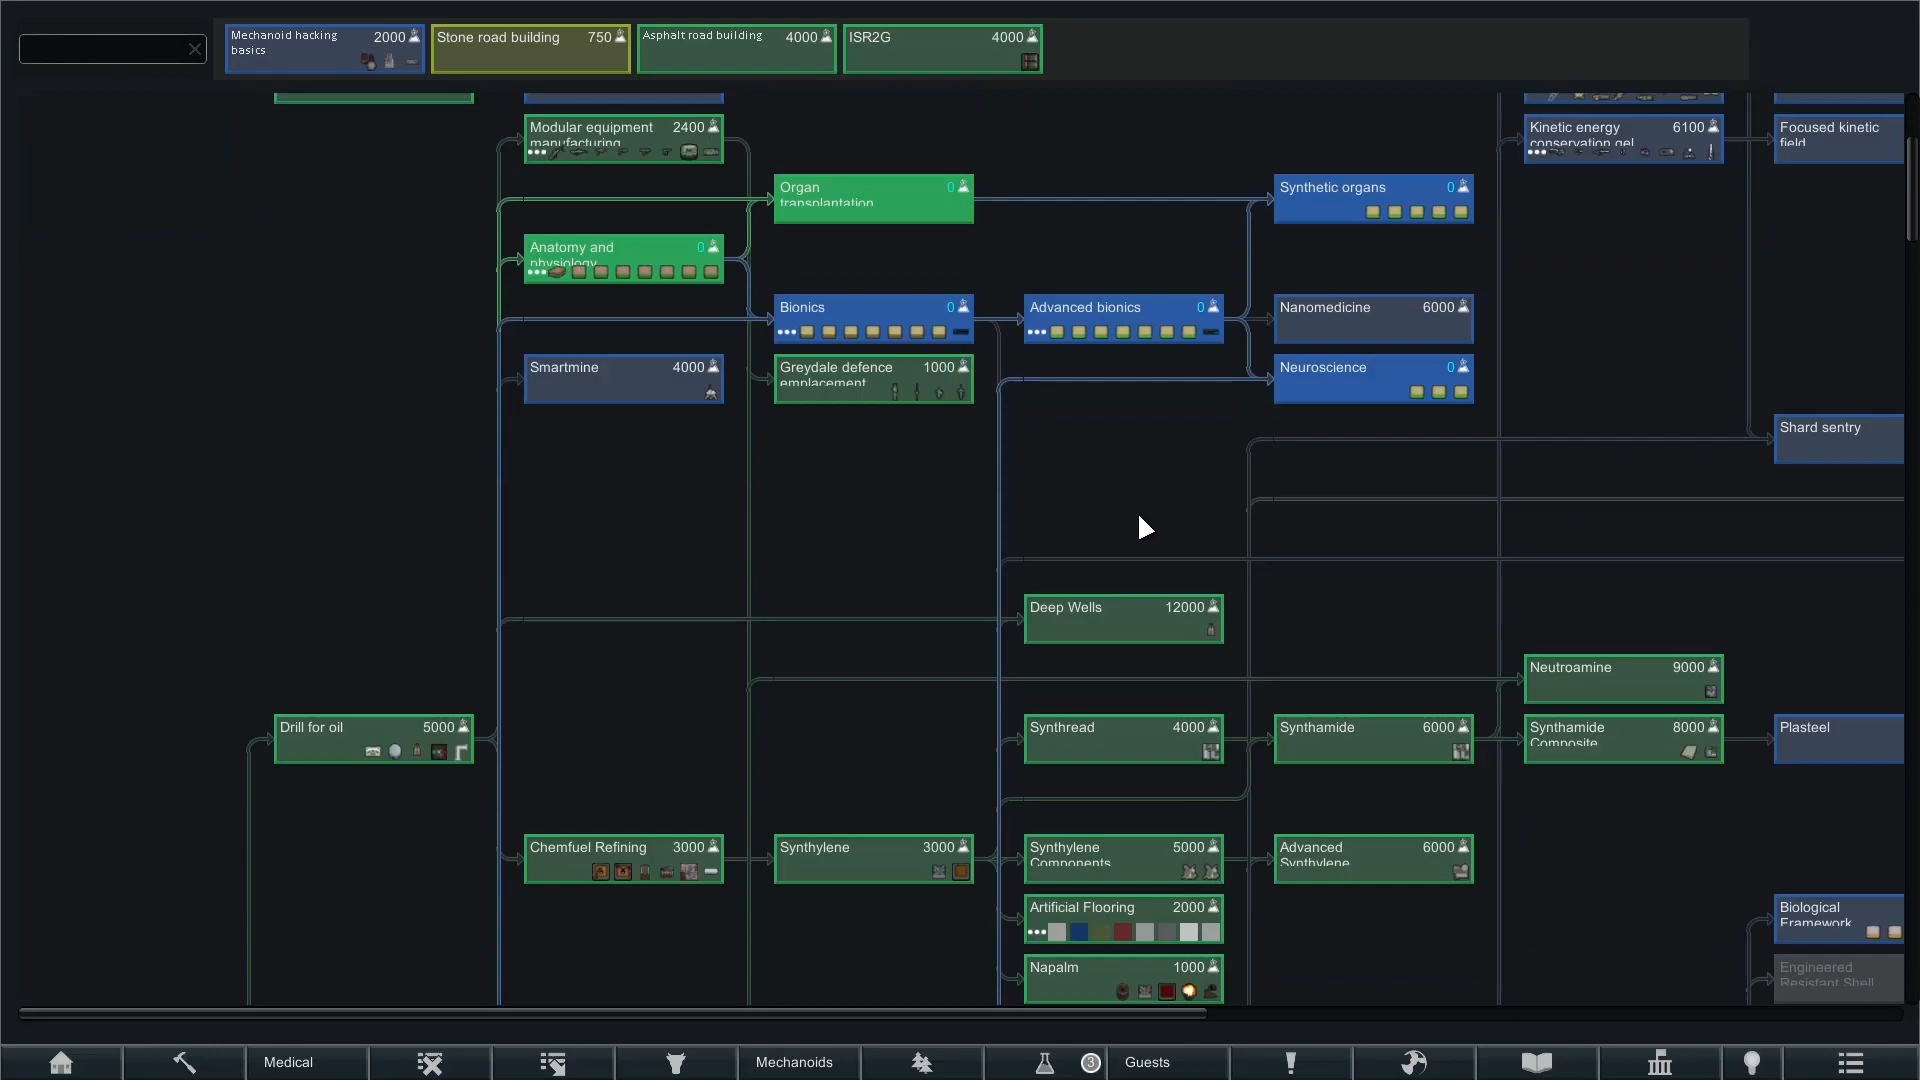 Mechanoid hacking 2000
basics
Stone road building 750
Asphalt road building 4000
ISR2G 4000
Modular equipment 2400
manufacturing
Kinetic energy 6100
conservation gel
Focused kinetic
field
Organ 0
transplantation
Synthetic organs 0
Anatomy and 0
physiology
Bionics 0
Advanced bionics 0
Nanomedicine 6000
Smartmine 4000
Greydale defence 1000
emplacement
Neuroscience 0
Shard sentry
Deep Wells 12000
Neutroamine 9000
Drill for oil 5000
Synthread 4000
Synthamide 6000
Synthamide 8000
Composite
Plasteel
Chemfuel Refining 3000
Synthylene 3000
Synthylene 5000
Components
Advanced 6000
Synthylene
Artificial Flooring 2000
Biological
Framework
Napalm 1000
Engineered
Resistant Shell
Medical
Mechanoids
3
Guests